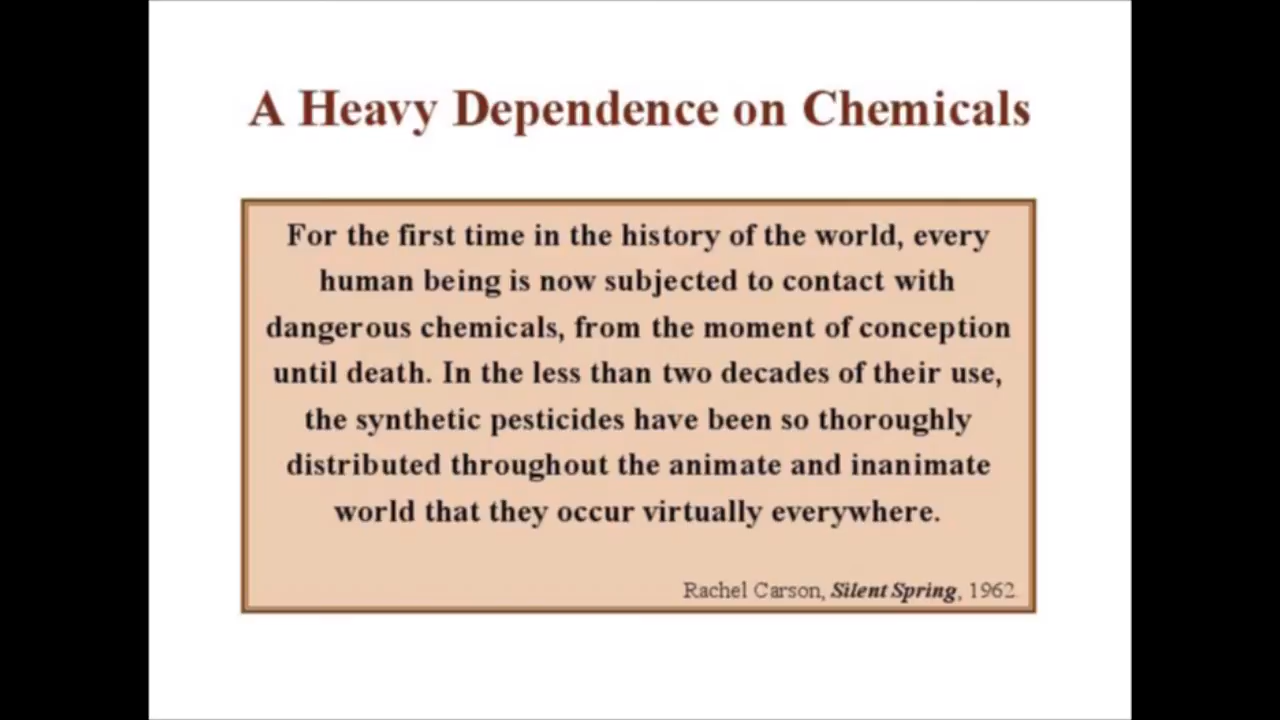 A Heavy Dependence on Chemicals
For the first time in the history of the world, every
human being is now subjected to contact with
dangerous chemicals, from the moment of conception
until death. In the less than two decades of their use,
the synthetic pesticides have been so thoroughly
distributed throughout the animate and inanimate
world that they occur virtually everywhere.
Rachel Carson, Silent Spring, 1962.